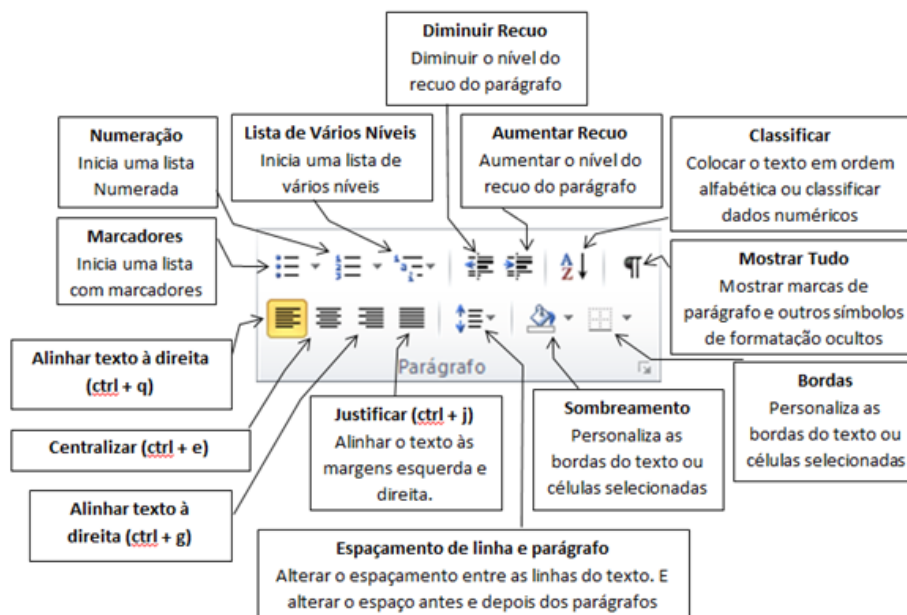 Diminuir Recuo
Diminuir o nível do
recuo do parágrafo
Numeração
Inicia uma lista
Numerada
Lista de Vários Níveis
Inicia uma lista de
vários níveis
Aumentar Recuo
Aumentar o nível do
recuo do parágrafo
Classificar
Colocar o texto em ordem
alfabética ou classificar
dados numéricos
Marcadores
Inicia uma lista
com marcadores
Mostrar Tudo
Mostrar marcas de
parágrafo e outros símbolos
de formatação ocultos
Parágrafo
Alinhar texto à direita
(ctrl + q)
Centralizar (ctrl + e)
Alinhar texto à
direita (ctrl + g)
Justificar (ctrl + j)
Alinhar o texto às
margens esquerda e
direita.
Sombreamento
Personaliza as
bordas do texto ou
células selecionadas
Bordas
Personaliza as
bordas do texto ou
células selecionadas
Espaçamento de linha e parágrafo
Alterar o espaçamento entre as linhas do texto. E
alterar o espaço antes e depois dos parágrafos